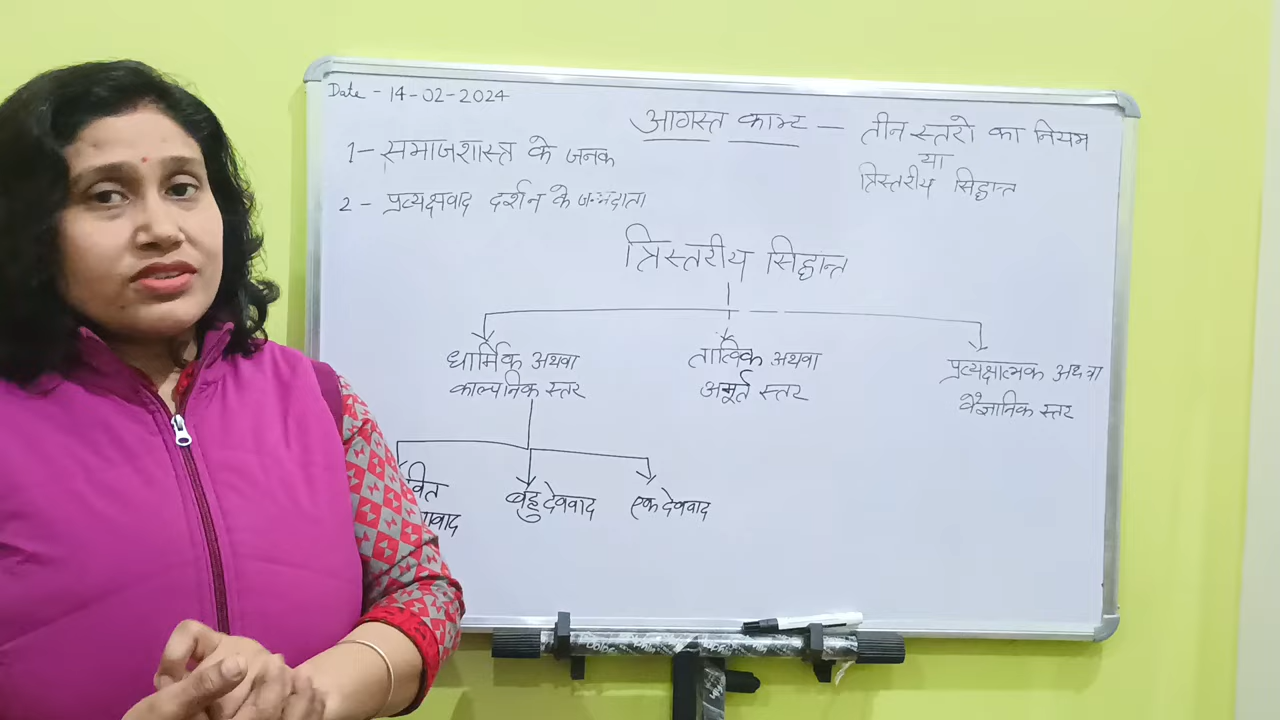 Date - 14-02-2024
आगस्त काम्ट — तीन स्तरो का नियम
या
त्रिस्तरीय सिद्धान्त
1- समाजशास्त्र के जनक
2 - प्रत्यक्षवाद दर्शन के जन्मदाता
त्रिस्तरीय सिद्धान्त
धार्मिक अथवा
काल्पनिक स्तर
तात्विक अथवा
अमूर्त स्तर
प्रत्यक्षात्मक अथवा
वैज्ञानिक स्तर
बहु देववाद
एक देववाद